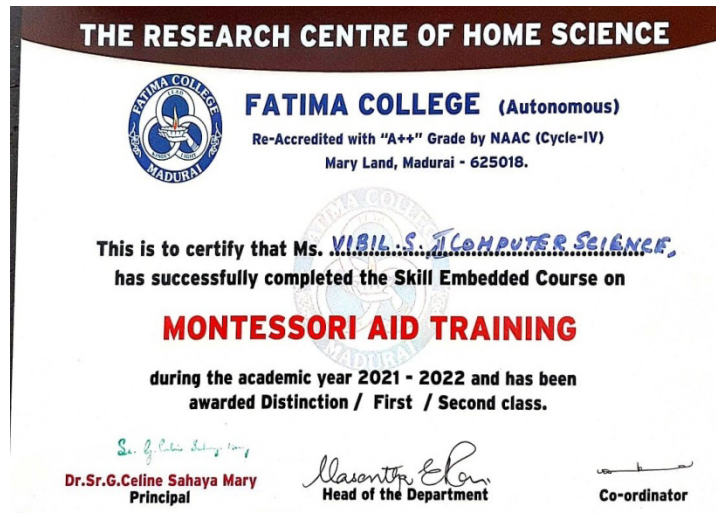 THE RESEARCH CENTRE OF HOME SCIENCE
FATIMA COLLEGE
MADURAI
FATIMA COLLEGE (Autonomous)
Re-Accredited with “A++” Grade by NAAC (Cycle-IV)
Mary Land, Madurai - 625018.
This is to certify that Ms. VIBIL.S. II COMPUTER SCIENCE,
has successfully completed the Skill Embedded Course on
MONTESSORI AID TRAINING
during the academic year 2021 - 2022 and has been
awarded Distinction / First / Second class.
Dr.Sr.G.Celine Sahaya Mary
Principal
Head of the Department
Co-ordinator